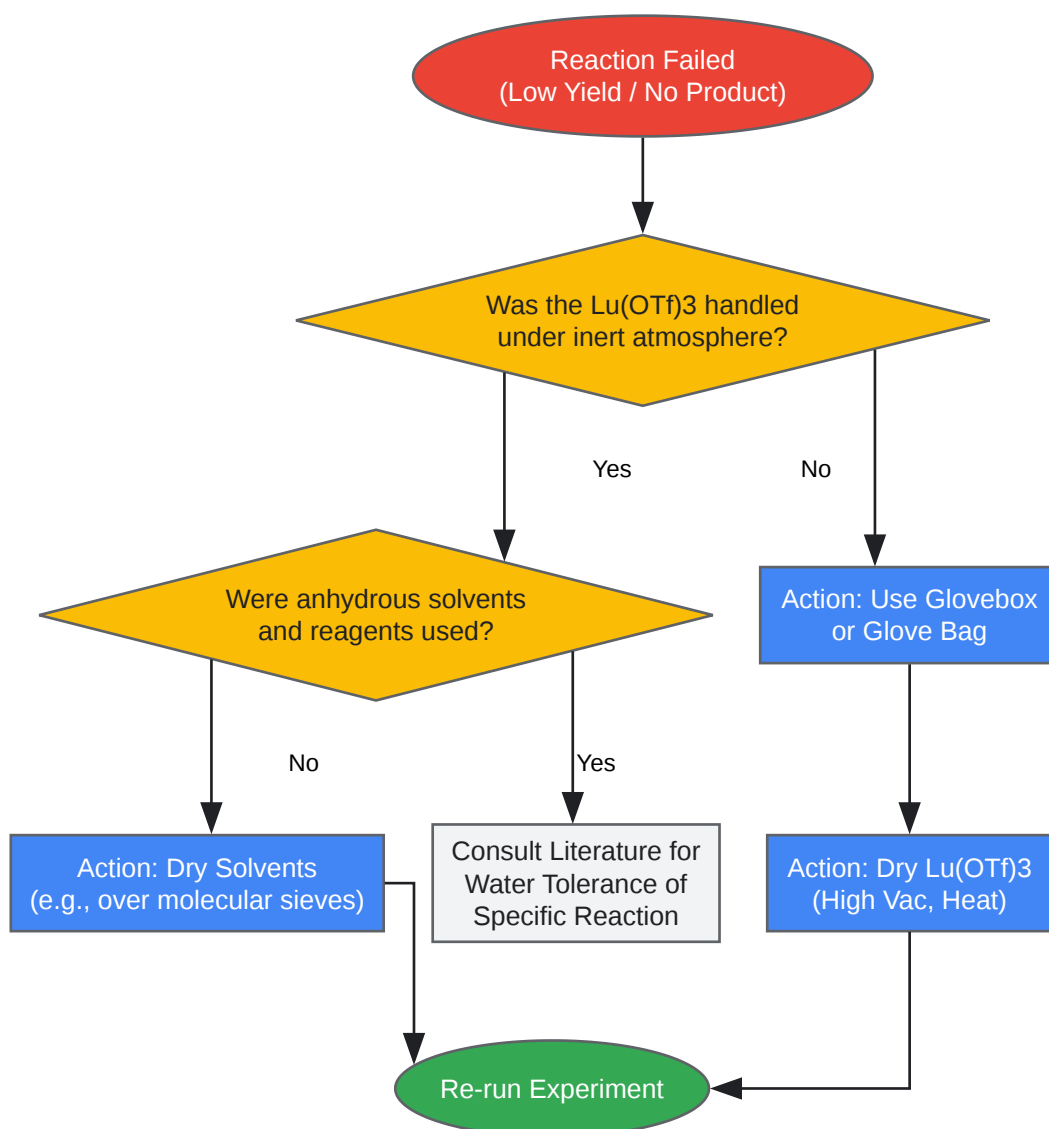 Reaction Failed
(Low Yield / No Product)
Was the Lu(OTf)3 handled
under inert atmosphere?
Yes
No
Were anhydrous solvents
and reagents used?
Action: Use Glovebox
or Glove Bag
No
Yes
Action: Dry Solvents
(e.g., over molecular sieves)
Consult Literature for
Water Tolerance of
Specific Reaction
Action: Dry Lu(OTf)3
(High Vac, Heat)
Re-run Experiment